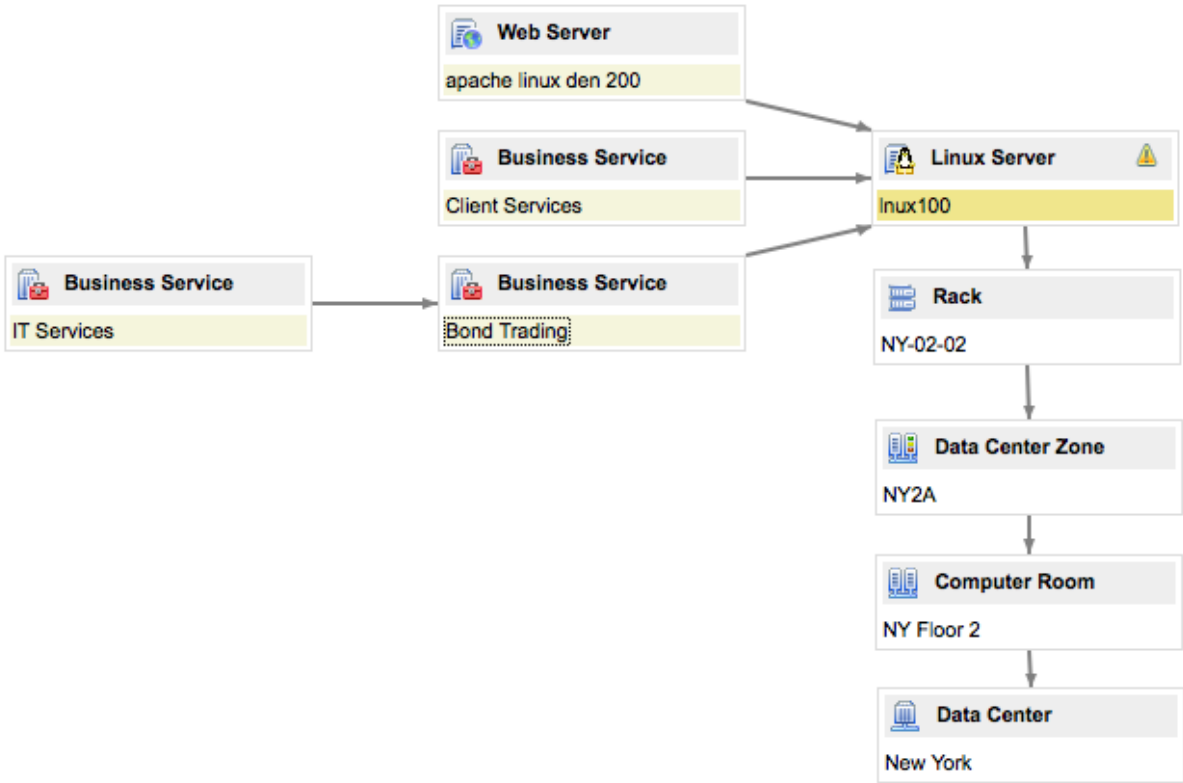 Web Server
apache linux den 200
Business Service
Client Services
Linux Server
lnux100
Business Service
IT Services
Business Service
Bond Trading
Rack
NY-02-02
Data Center Zone
NY2A
Computer Room
NY Floor 2
Data Center
New York